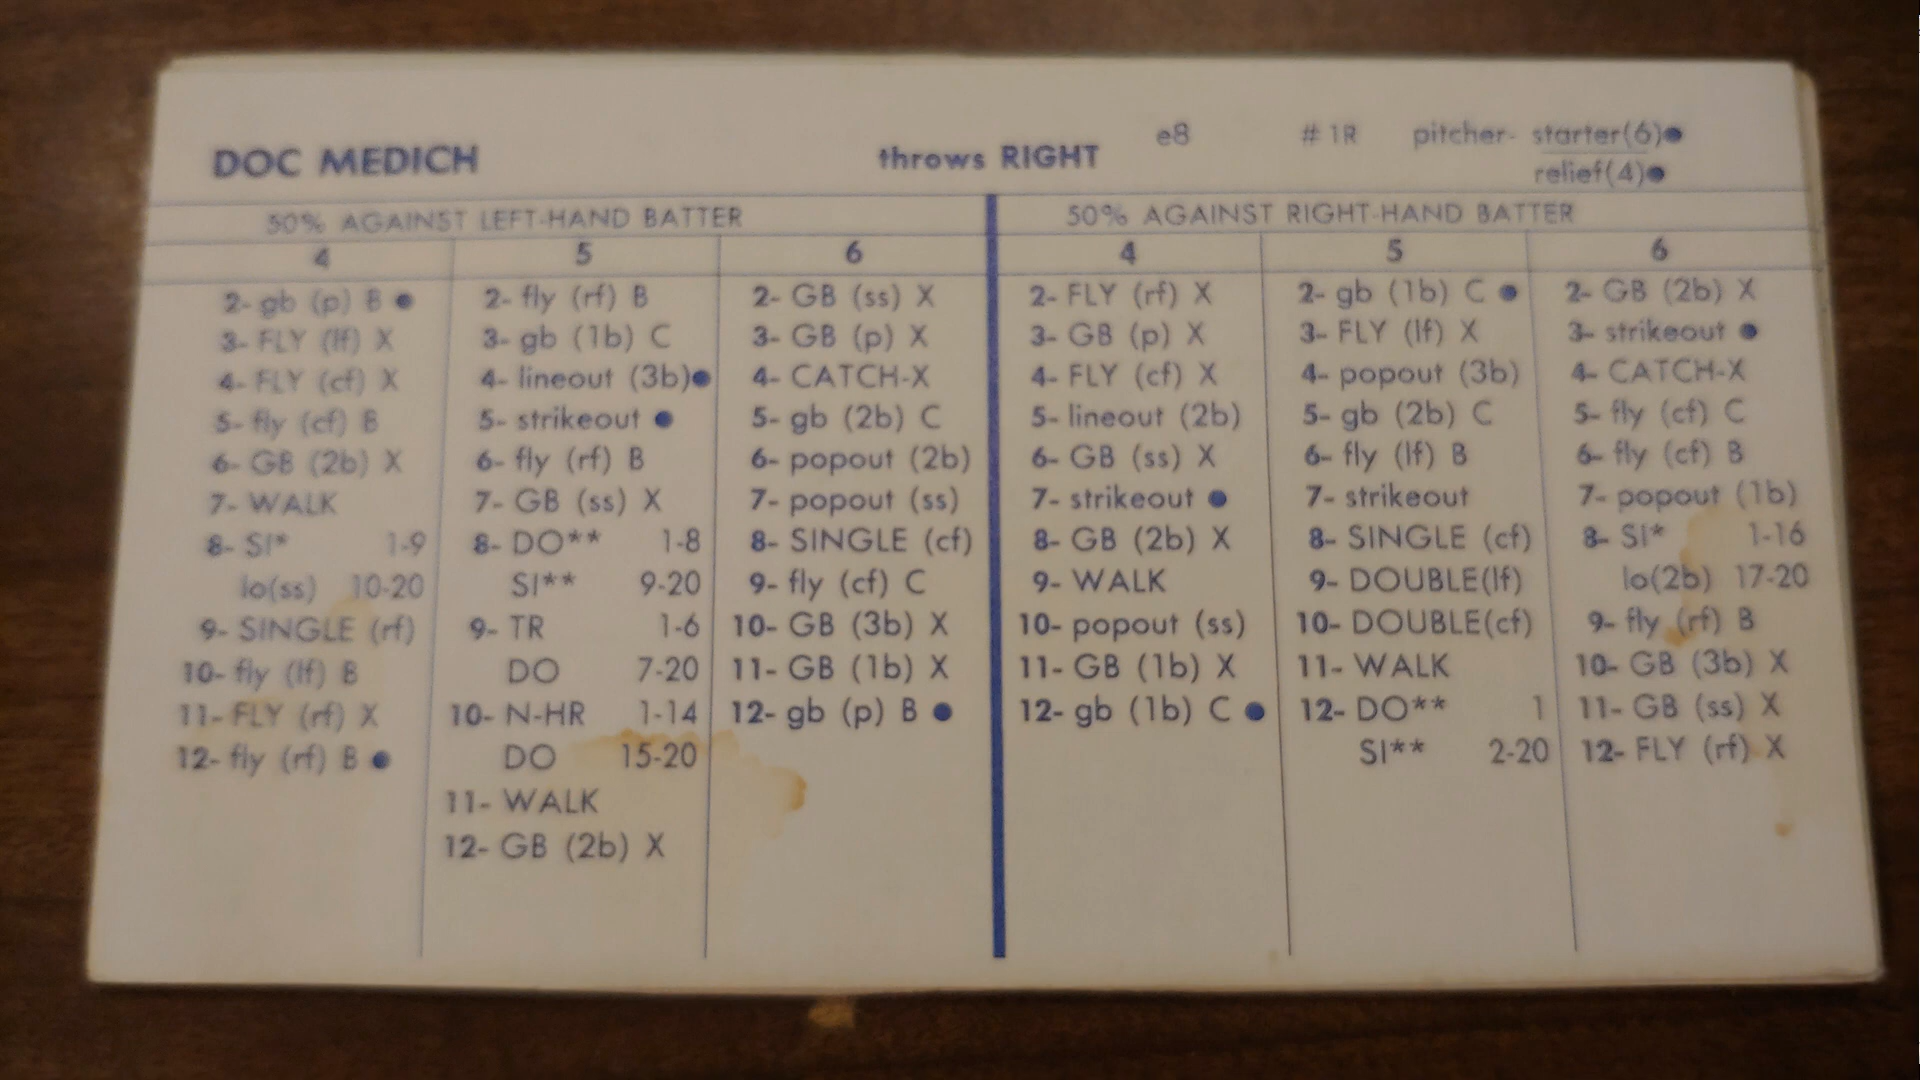 DOC MEDICH throws RIGHT e8 # 1R pitcher- starter(6)●
relief(4)●
50% AGAINST LEFT-HAND BATTER
4
2- gb (p) B ●
3- FLY (lf) X
4- FLY (cf) X
5- fly (cf) B
6- GB (2b) X
7- WALK
8- SI* 1-9
lo(ss) 10-20
9- SINGLE (rf)
10- fly (lf) B
11- FLY (rf) X
12- fly (rf) B ●
5
2- fly (rf) B
3- gb (1b) C
4- lineout (3b)●
5- strikeout ●
6- fly (rf) B
7- GB (ss) X
8- DO** 1-8
SI** 9-20
9- TR 1-6
DO 7-20
10- N-HR 1-14
DO 15-20
11- WALK
12- GB (2b) X
6
2- GB (ss) X
3- GB (p) X
4- CATCH-X
5- gb (2b) C
6- popout (2b)
7- popout (ss)
8- SINGLE (cf)
9- fly (cf) C
10- GB (3b) X
11- GB (1b) X
12- gb (p) B ●
50% AGAINST RIGHT-HAND BATTER
4
2- FLY (rf) X
3- GB (p) X
4- FLY (cf) X
5- lineout (2b)
6- GB (ss) X
7- strikeout ●
8- GB (2b) X
9- WALK
10- popout (ss)
11- GB (1b) X
12- gb (1b) C ●
5
2- gb (1b) C ●
3- FLY (lf) X
4- popout (3b)
5- gb (2b) C
6- fly (lf) B
7- strikeout
8- SINGLE (cf)
9- DOUBLE(lf)
10- DOUBLE(cf)
11- WALK
12- DO** 1
SI** 2-20
6
2- GB (2b) X
3- strikeout ●
4- CATCH-X
5- fly (cf) C
6- fly (cf) B
7- popout (1b)
8- SI* 1-16
lo(2b) 17-20
9- fly (rf) B
10- GB (3b) X
11- GB (ss) X
12- FLY (rf) X